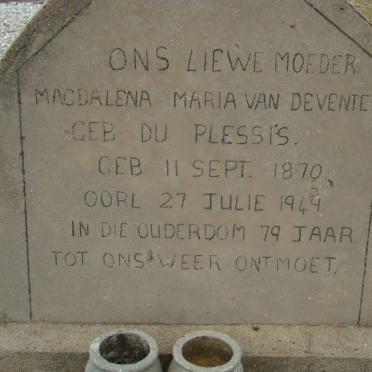 ONS LIEWE MOEDER
MAGDALENA MARIA VAN DEVENTE
GEB DU PLESSIS.
GEB 11 SEPT. 1870
OORL 27 JULIE 1949
IN DIE OUDERDOM 79 JAAR.
TOT ONS WEER ONTMOET.